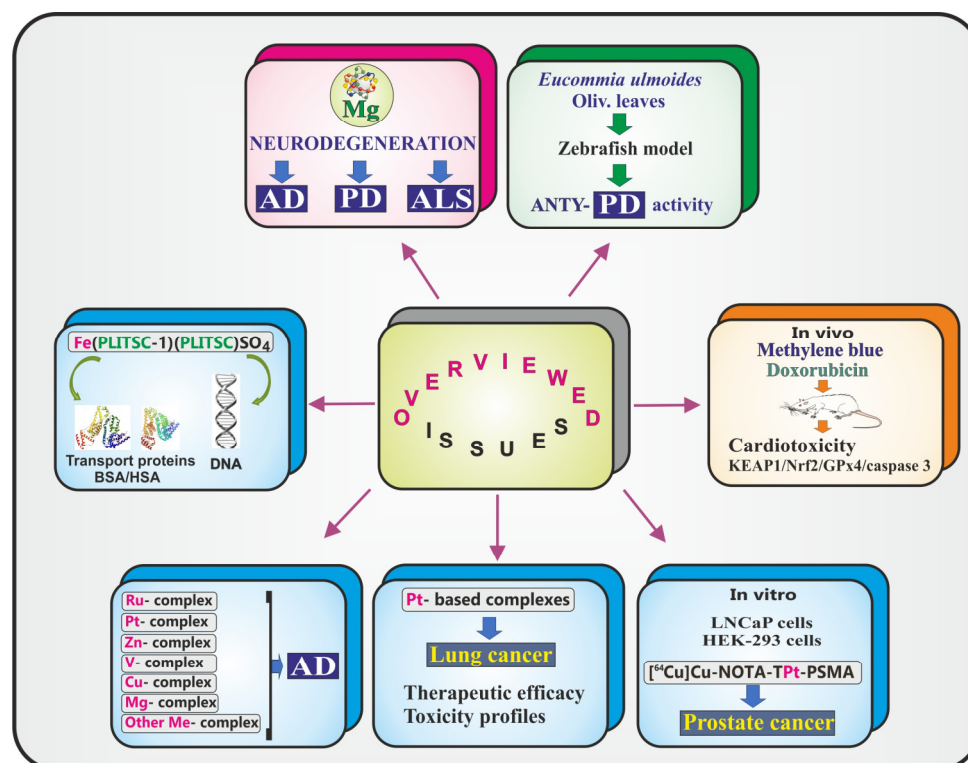 Mg
NEURODEGENERATION
AD PD ALS
Eucommia ulmoides
Oliv. leaves
Zebrafish model
ANTY- PD activity
Fe(PLITSC-1)(PLITSC)SO₄
Transport proteins
BSA/HSA
DNA
OVERVIEWED
ISSUES
In vivo
Methylene blue
Doxorubicin
Cardiotoxicity
KEAP1/Nrf2/GPx4/caspase 3
Ru- complex
Pt- complex
Zn- complex
V- complex
Cu- complex
Mg- complex
Other Me- complex
AD
Pt- based complexes
Lung cancer
Therapeutic efficacy
Toxicity profiles
In vitro
LNCaP cells
HEK-293 cells
[⁶⁴Cu]Cu-NOTA-TPt-PSMA
Prostate cancer